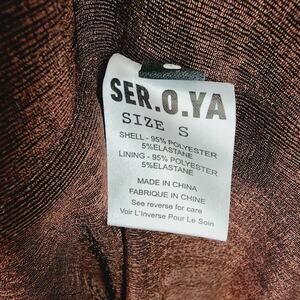 SER.O.YA
SIZE S
SHELL - 95% POLYESTER
5%ELASTANE
LINING - 95% POLYESTER
5%ELASTANE
MADE IN CHINA
FABRIQUE IN CHINE
See reverse for care
Voir L'Inverse Pour Le Soin